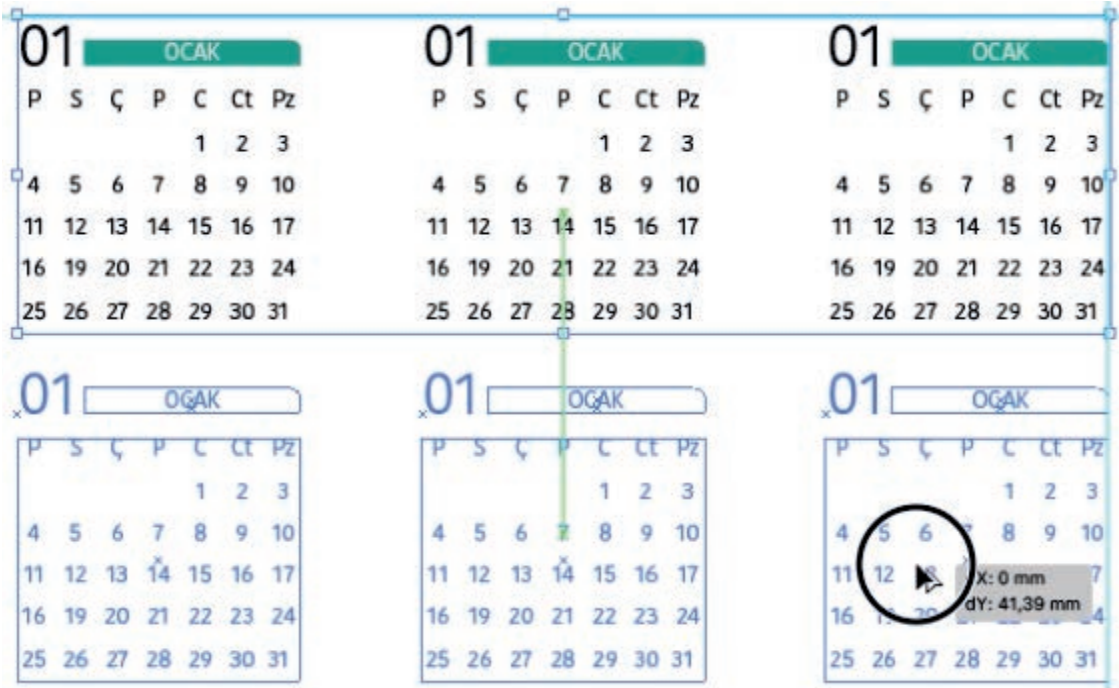 01 OCAK 01 OCAK 01 OCAK
P S Ç P C Ct Pz P S Ç P C Ct Pz P S Ç P C Ct Pz
1 2 3 1 2 3 1 2 3
4 5 6 7 8 9 10 4 5 6 7 8 9 10 4 5 6 7 8 9 10
11 12 13 14 15 16 17 11 12 13 14 15 16 17 11 12 13 14 15 16 17
16 19 20 21 22 23 24 16 19 20 21 22 23 24 16 19 20 21 22 23 24
25 26 27 28 29 30 31 25 26 27 28 29 30 31 25 26 27 28 29 30 31
01 OCAK 01 OCAK 01 OCAK
P S Ç P C Ct Pz P S Ç P C Ct Pz P S Ç P C Ct Pz
1 2 3 1 2 3 1 2 3
4 5 6 7 8 9 10 4 5 6 7 8 9 10 4 5 6 8 9 10
11 12 13 14 15 16 17 11 12 13 14 15 16 17 11 12 7
X: 0 mm
dY: 41,39 mm
16 19 20 21 22 23 24 16 19 20 21 22 23 24 16 20 4
25 26 27 28 29 30 31 25 26 27 28 29 30 31 25 26 27 28 29 30 31